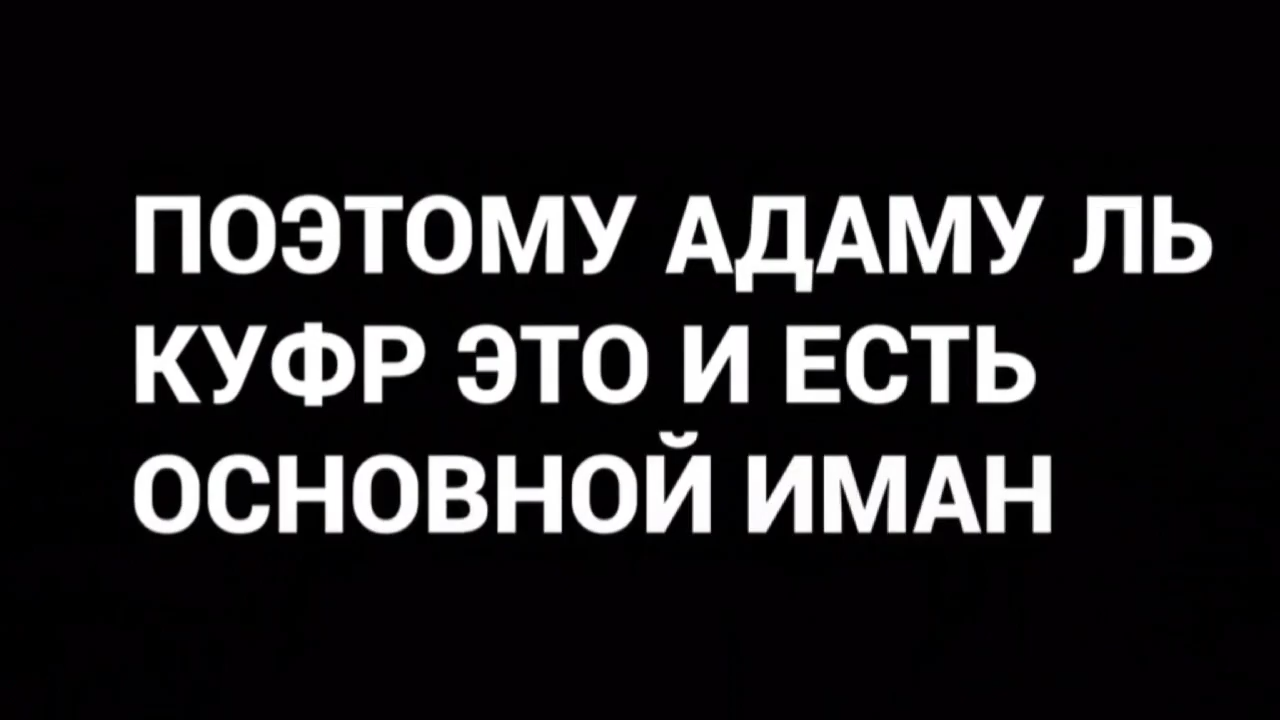 ПОЭТОМУ АДАМУ ЛЬ
КУФР ЭТО И ЕСТЬ
ОСНОВНОЙ ИМАН